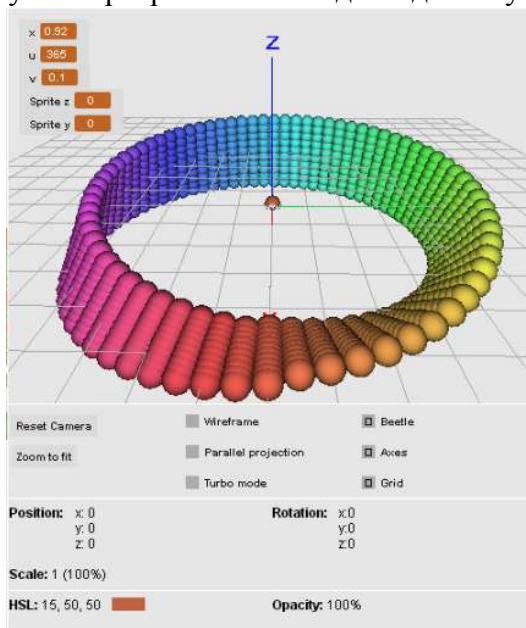 x 0.92
u 365
v 0.1
Sprite z 0
Sprite y 0
Z
Reset Camera
Wireframe
Beetle
Zoom to fit
Parallel projection
Axes
Turbo mode
Grid
Position: x: 0
y: 0
z: 0
Rotation: x:0
y:0
z:0
Scale: 1 (100%)
HSL: 15, 50, 50
Opacity: 100%